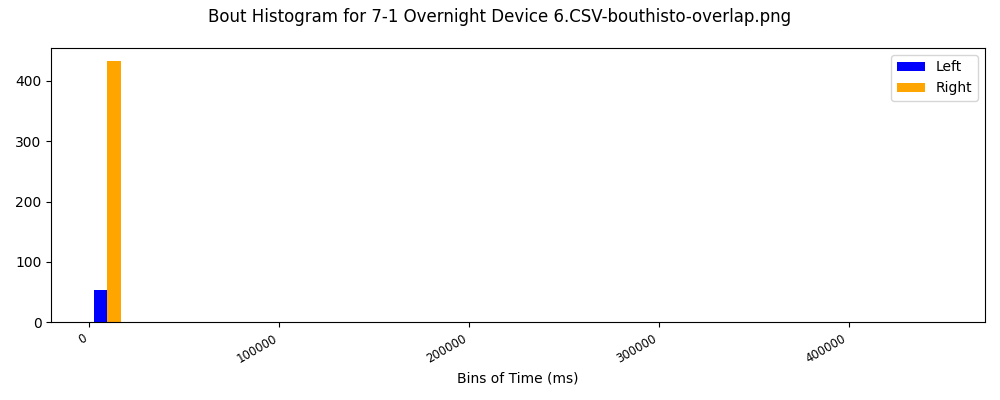 Bout Histogram for 7-1 Overnight Device 6.CSV-bouthisto-overlap.png
Left
Right
400
300
200
100
0
0
100000
200000
300000
400000
Bins of Time (ms)